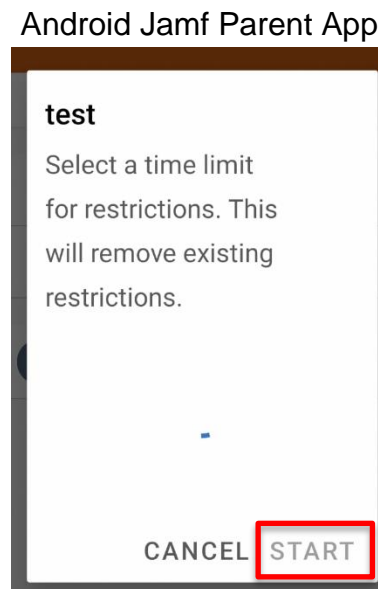 Android Jamf Parent App
test
Select a time limit
for restrictions. This
will remove existing
restrictions.
CANCEL START